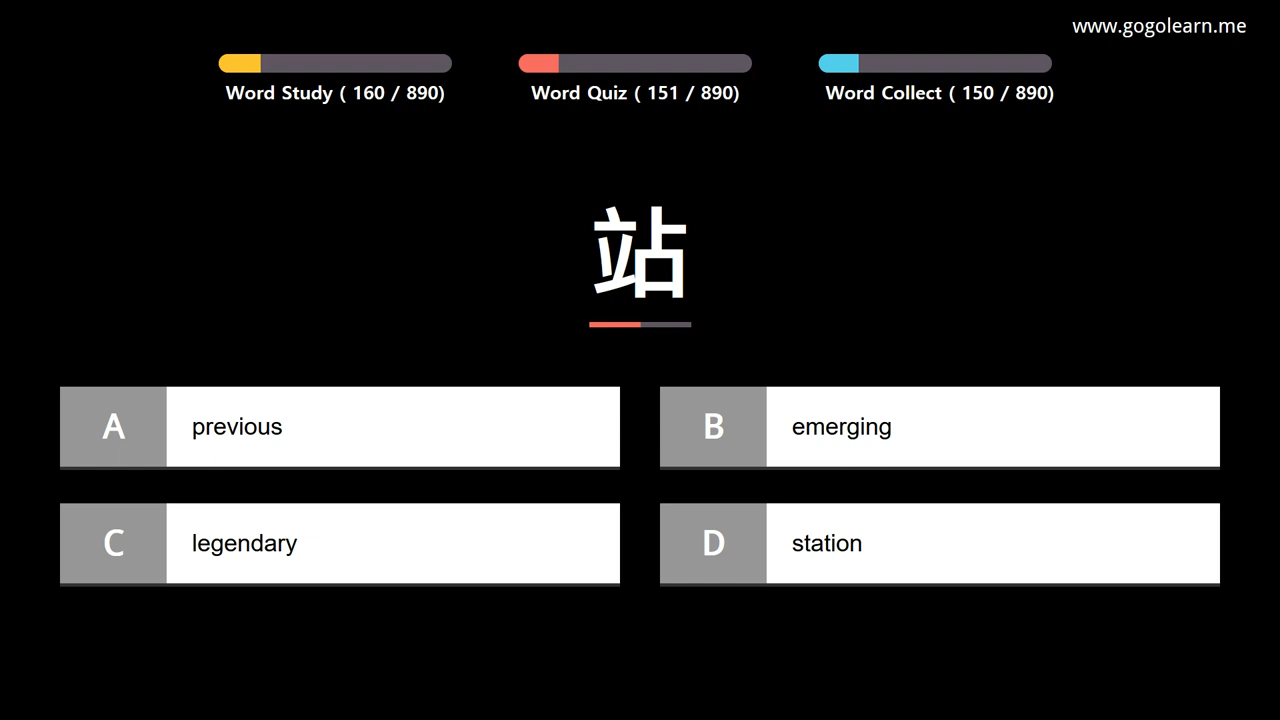 www.gogolearn.me
Word Study ( 160 / 890)
Word Quiz ( 151 / 890)
Word Collect ( 150 / 890)
站
A previous
B emerging
C legendary
D station